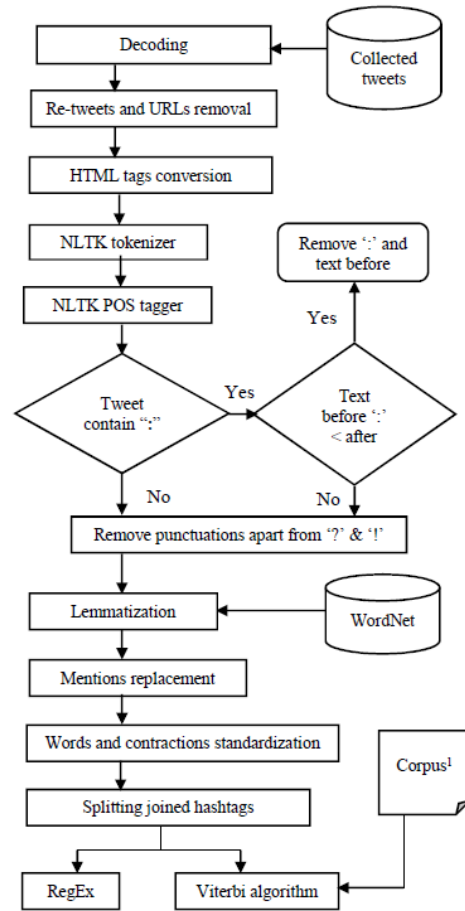 Decoding
Collected
tweets
Re-tweets and URLs removal
HTML tags conversion
NLTK tokenizer
Remove ‘:’ and
text before
NLTK POS tagger
Yes
Tweet
contain “:”
Yes
Text
before ‘:’
< after
No
No
Remove punctuations apart from ‘?’ & ‘!’
Lemmatization
WordNet
Mentions replacement
Words and contractions standardization
Corpus¹
Splitting joined hashtags
RegEx
Viterbi algorithm